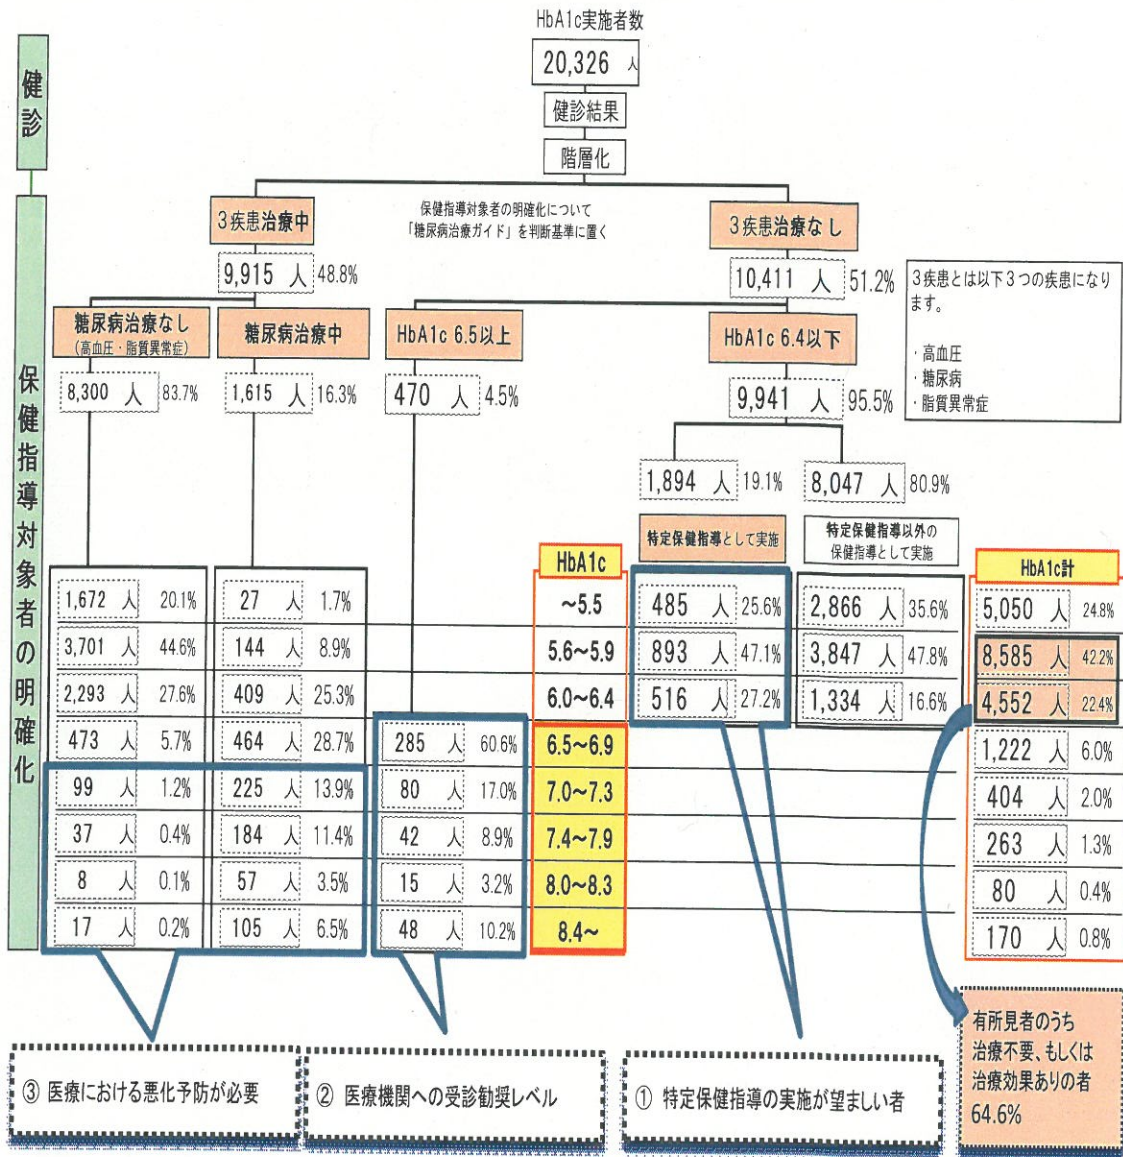 HbA1c実施者数
20,326 人
健診結果
階層化
健診
保健指導対象者の明確化
3疾患治療中
9,915 人 48.8%
保健指導対象者の明確化について
「糖尿病治療ガイド」を判断基準に置く
3疾患治療なし
10,411 人 51.2%
3疾患とは以下3つの疾患になり
ます。
・高血圧
・糖尿病
・脂質異常症
糖尿病治療なし
(高血圧・脂質異常症)
8,300 人 83.7%
糖尿病治療中
1,615 人 16.3%
HbA1c 6.5以上
470 人 4.5%
HbA1c 6.4以下
9,941 人 95.5%
1,894 人 19.1%
8,047 人 80.9%
特定保健指導として実施
特定保健指導以外の
保健指導として実施
HbA1c
HbA1c計
1,672 人 20.1% 27 人 1.7% ~5.5 485 人 25.6% 2,866 人 35.6% 5,050 人 24.8%
3,701 人 44.6% 144 人 8.9% 5.6~5.9 893 人 47.1% 3,847 人 47.8% 8,585 人 42.2%
2,293 人 27.6% 409 人 25.3% 6.0~6.4 516 人 27.2% 1,334 人 16.6% 4,552 人 22.4%
473 人 5.7% 464 人 28.7% 285 人 60.6% 6.5~6.9 1,222 人 6.0%
99 人 1.2% 225 人 13.9% 80 人 17.0% 7.0~7.3 404 人 2.0%
37 人 0.4% 184 人 11.4% 42 人 8.9% 7.4~7.9 263 人 1.3%
8 人 0.1% 57 人 3.5% 15 人 3.2% 8.0~8.3 80 人 0.4%
17 人 0.2% 105 人 6.5% 48 人 10.2% 8.4~ 170 人 0.8%
③ 医療における悪化予防が必要
② 医療機関への受診勧奨レベル
① 特定保健指導の実施が望ましい者
有所見者のうち
治療不要、もしくは
治療効果ありの者
64.6%